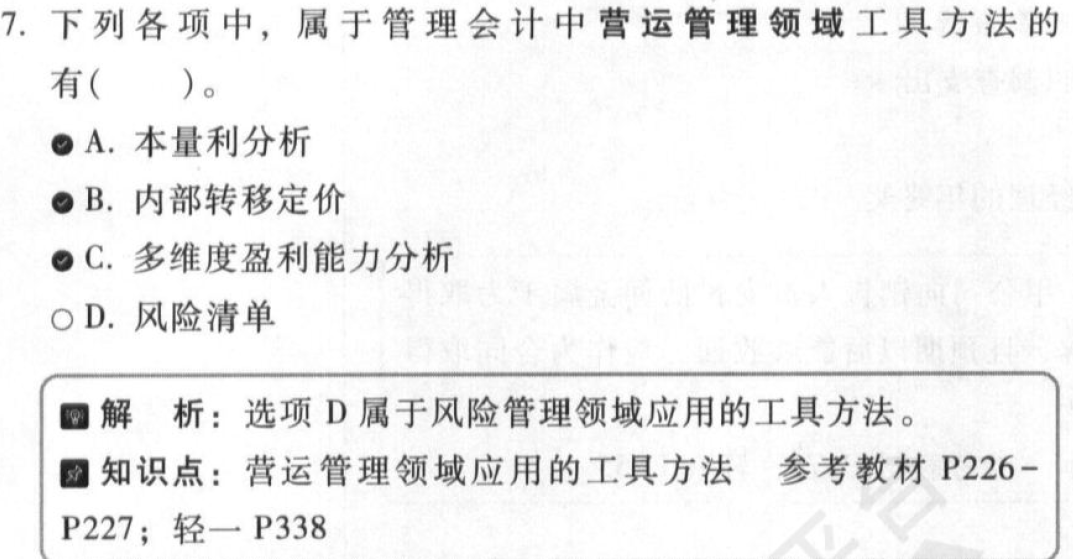 7. 下列各项中，属于管理会计中营运管理领域工具方法的
有(　　)。
A. 本量利分析
B. 内部转移定价
C. 多维度盈利能力分析
D. 风险清单
解　析：选项 D 属于风险管理领域应用的工具方法。
知识点：营运管理领域应用的工具方法　参考教材 P226-
P227；轻一 P338